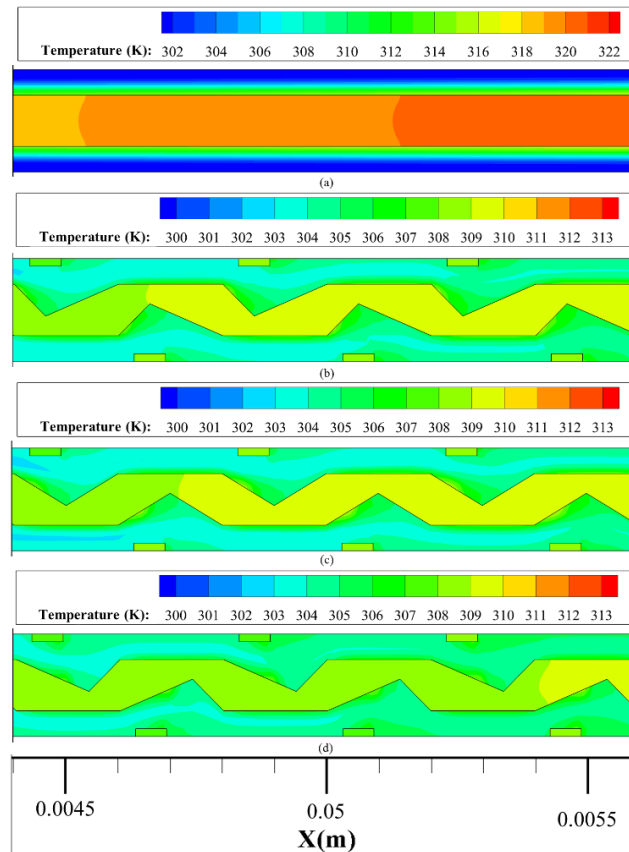 Temperature (K): 302 304 306 308 310 312 314 316 318 320 322
(a)
Temperature (K): 300 301 302 303 304 305 306 307 308 309 310 311 312 313
(b)
Temperature (K): 300 301 302 303 304 305 306 307 308 309 310 311 312 313
(c)
Temperature (K): 300 301 302 303 304 305 306 307 308 309 310 311 312 313
(d)
0.0045 0.05 0.0055
X(m)